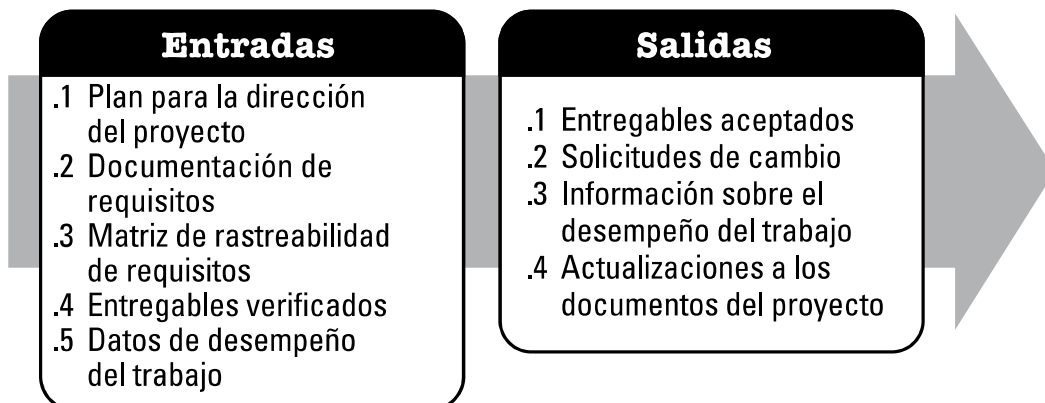 Entradas
.1 Plan para la dirección
del proyecto
.2 Documentación de
requisitos
.3 Matriz de rastreabilidad
de requisitos
.4 Entregables verificados
.5 Datos de desempeño
del trabajo
Salidas
.1 Entregables aceptados
.2 Solicitudes de cambio
.3 Información sobre el
desempeño del trabajo
.4 Actualizaciones a los
documentos del proyecto